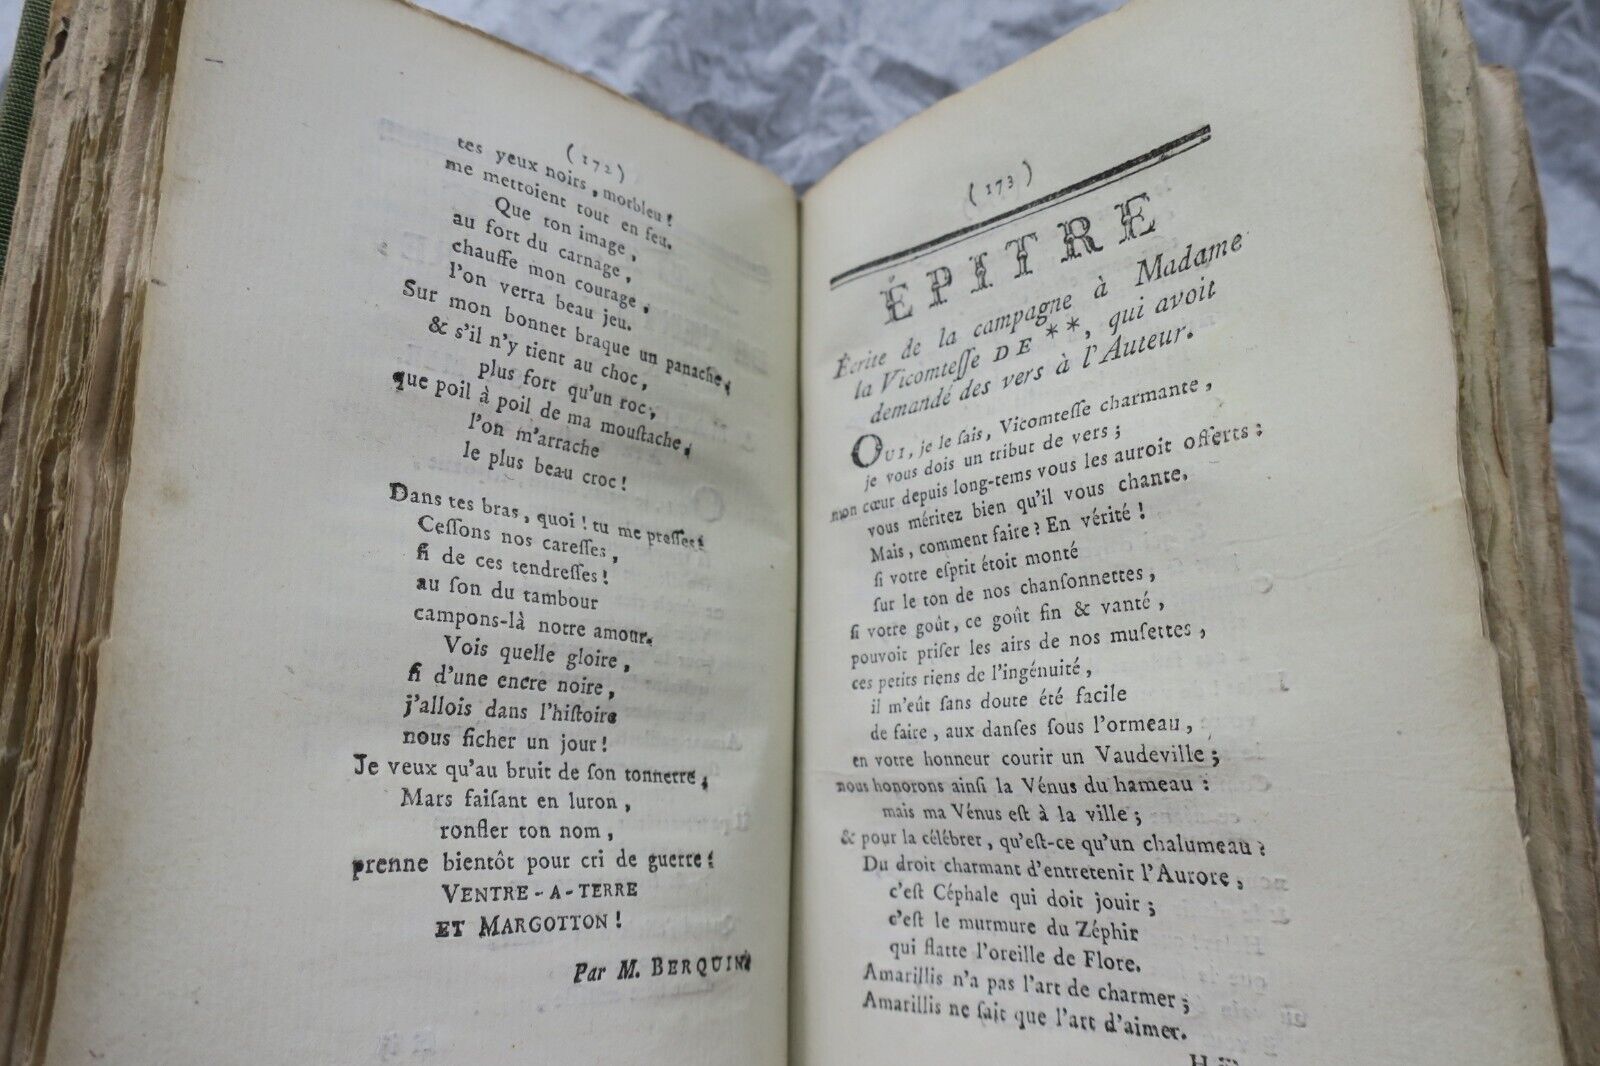 (172)
tes yeux noirs, morbleu!
me mettoient tout en feu.
Que ton image,
au fort du carnage,
chauffe mon courage,
l'on verra beau jeu.
Sur mon bonnet braque un panache,
& s'il n'y tient au choc,
plus fort qu'un roc,
que poil à poil de ma mouſtache,
l'on m'arrache
le plus beau croc!
Dans tes bras, quoi! tu me preſſes!
Ceſſons nos careſſes,
fi de ces tendreſſes!
au ſon du tambour
campons-là notre amour.
Vois quelle gloire,
fi d'une encre noire,
j'allois dans l'hiſtoire
nous ficher un jour!
Je veux qu'au bruit de ſon tonnerre,
Mars faiſant en luron,
ronfler ton nom,
prenne bientôt pour cri de guerre:
VENTRE-A-TERRE
ET MARGOTTON!
Par M. BERQUIN.
(173)
ÉPITRE
Écrite de la campagne à Madame
la Vicomteſſe DE **, qui avoit
demandé des vers à l'Auteur.
OUI, je le ſais, Vicomteſſe charmante,
je vous dois un tribut de vers;
mon cœur depuis long-tems vous les auroit offerts:
vous méritez bien qu'il vous chante.
Mais, comment faire? En vérité!
ſi votre eſprit étoit monté
ſur le ton de nos chanſonnettes,
ſi votre goût, ce goût fin & vanté,
pouvoit priſer les airs de nos muſettes,
ces petits riens de l'ingénuité,
il m'eût ſans doute été facile
de faire, aux danſes ſous l'ormeau,
en votre honneur courir un Vaudeville;
nous honorons ainſi la Vénus du hameau:
mais ma Vénus eſt à la ville;
& pour la célébrer, qu'eſt-ce qu'un chalumeau?
Du droit charmant d'entretenir l'Aurore,
c'eſt Céphale qui doit jouir;
c'eſt le murmure du Zéphir
qui flatte l'oreille de Flore.
Amarillis n'a pas l'art de charmer;
Amarillis ne ſait que l'art d'aimer.